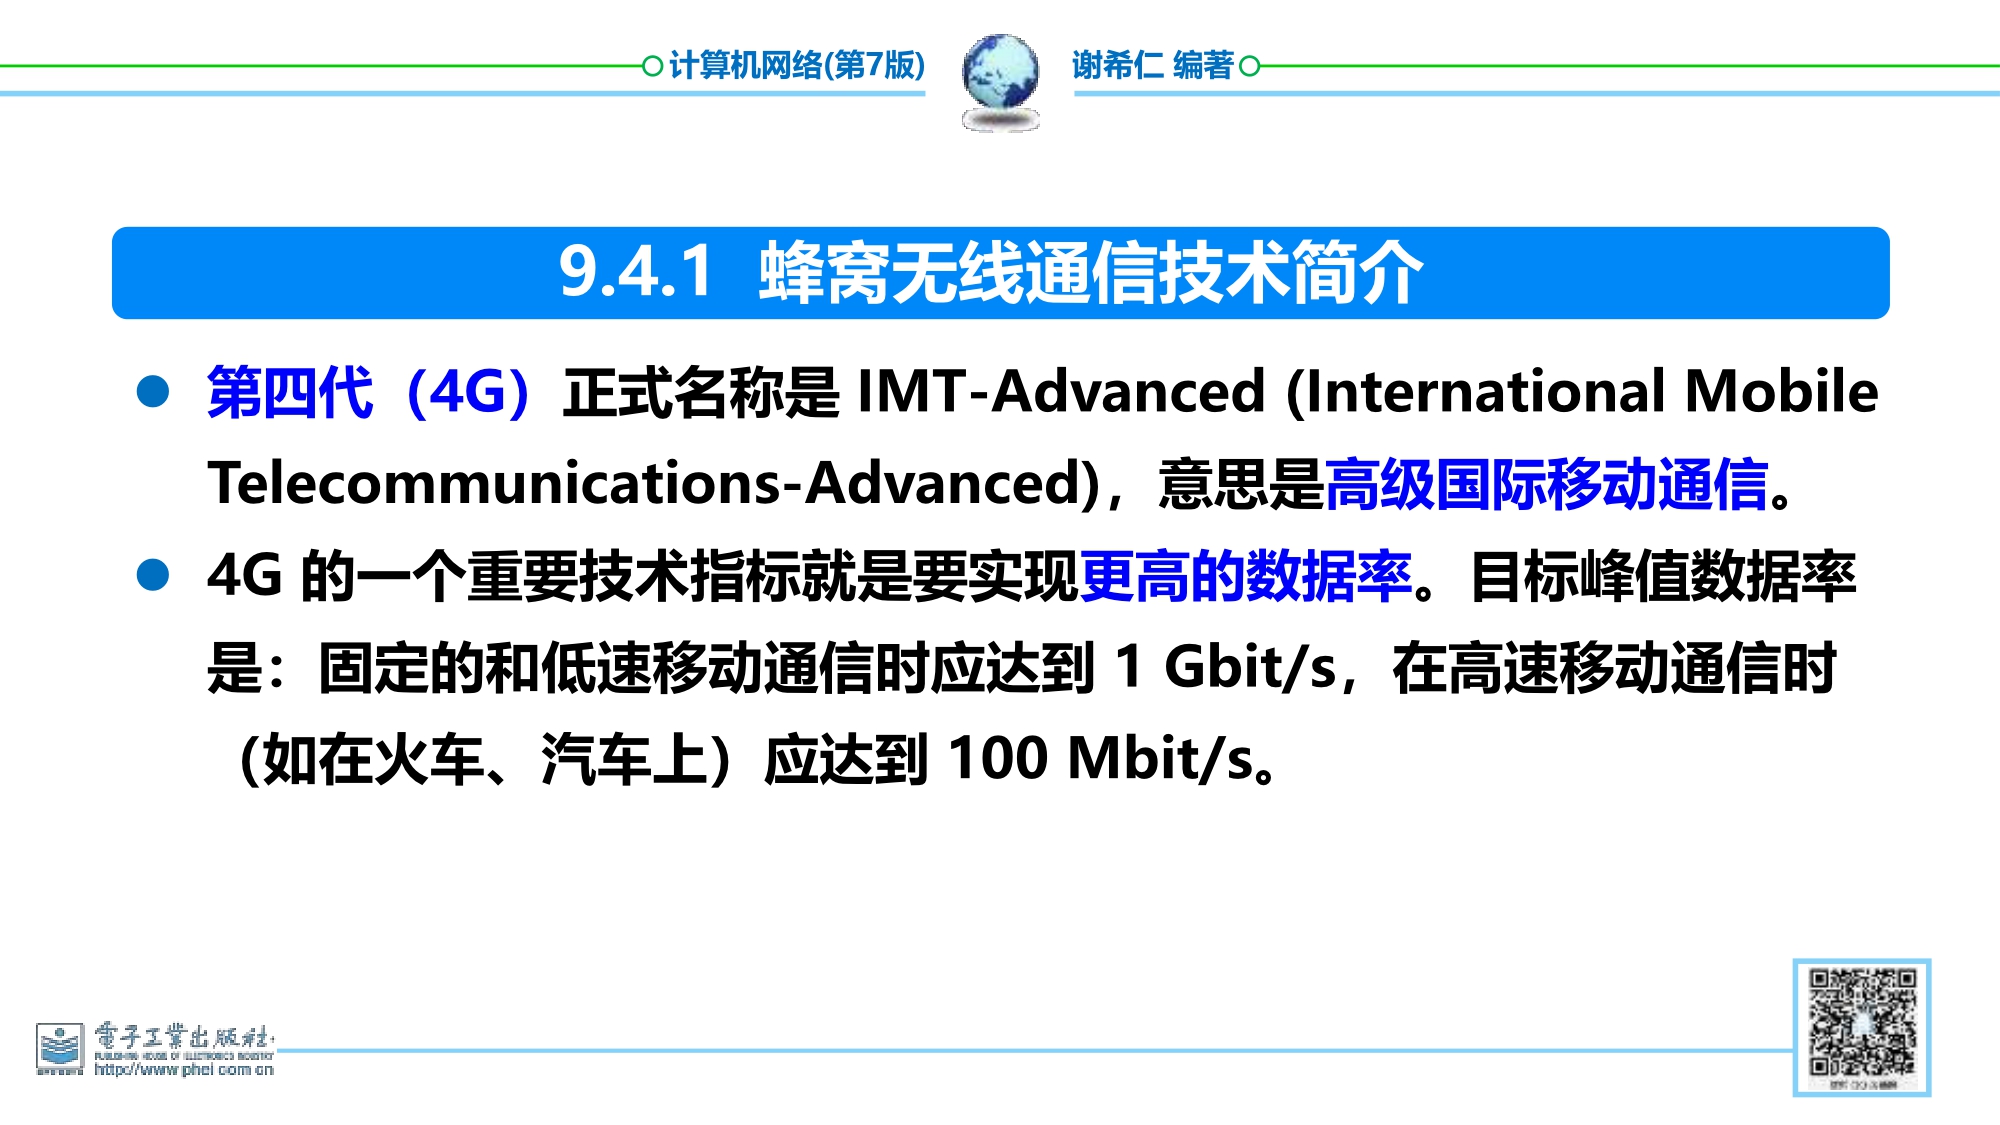 计算机网络(第7版) 谢希仁 编著
9.4.1 蜂窝无线通信技术简介
● 第四代（4G）正式名称是 IMT-Advanced (International Mobile
Telecommunications-Advanced)，意思是高级国际移动通信。
● 4G 的一个重要技术指标就是要实现更高的数据率。目标峰值数据率
是：固定的和低速移动通信时应达到 1 Gbit/s，在高速移动通信时
（如在火车、汽车上）应达到 100 Mbit/s。
電子工業出版社
PUBLISHING HOUSE OF ELECTRONICS INDUSTRY
http://www.phei.com.cn